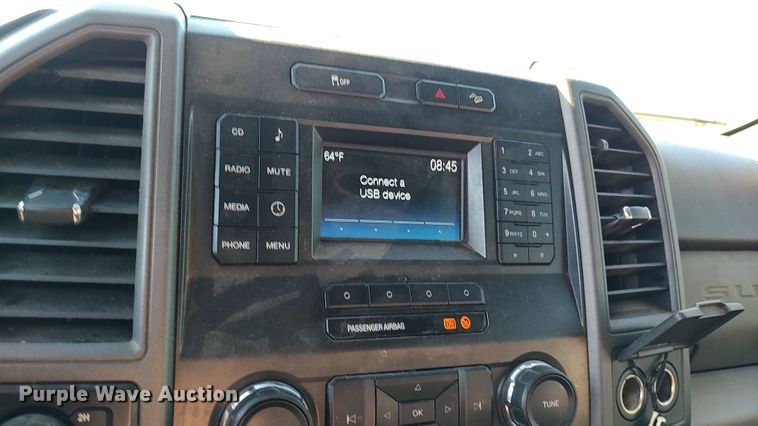 OFF
CD
RADIO MUTE
MEDIA
PHONE MENU
64°F 08:45
Connect a
USB device
1 2 ABC
3 DEF 4 GHI
5 JKL 6 MNO
7 PQRS 8 TUV
9 WXYZ 0 +
* #
PASSENGER AIRBAG
SU
OK
TUNE
2H
Purple Wave Auction®